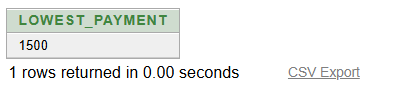 LOWEST_PAYMENT
1500
1 rows returned in 0.00 seconds CSV Export